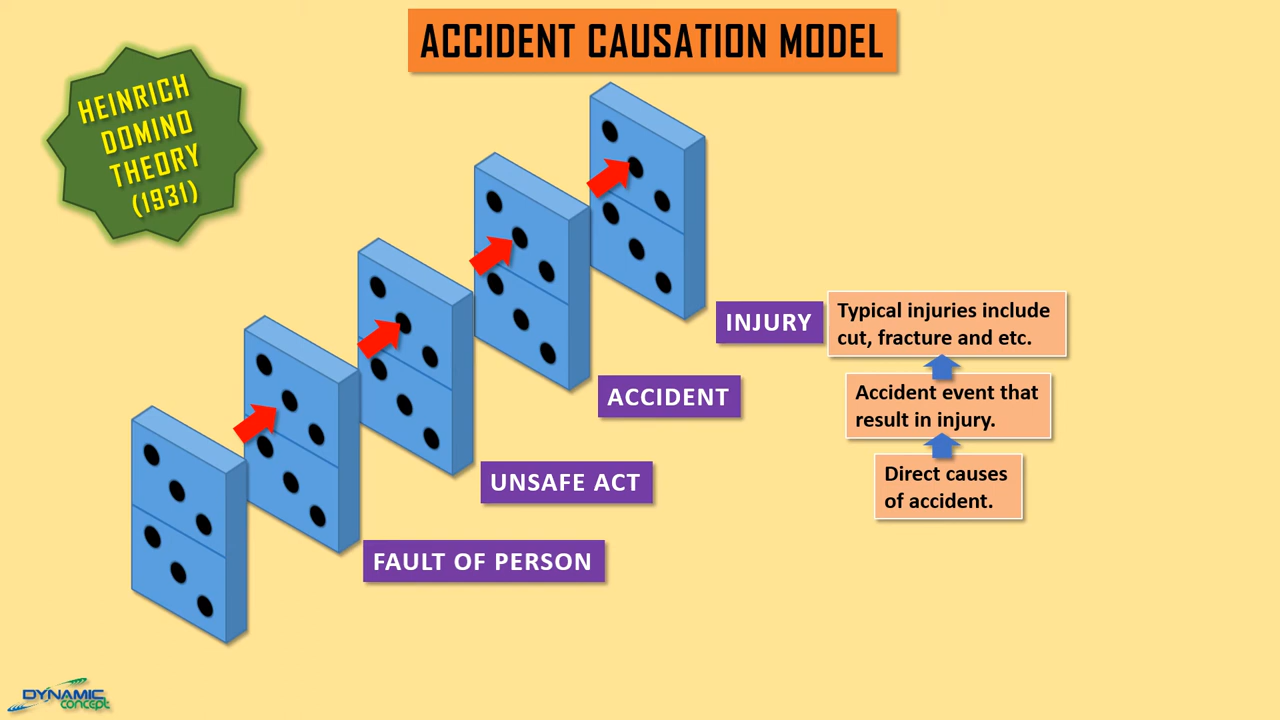 ACCIDENT CAUSATION MODEL
HEINRICH
DOMINO
THEORY
(1931)
INJURY
Typical injuries include
cut, fracture and etc.
ACCIDENT
Accident event that
result in injury.
UNSAFE ACT
Direct causes
of accident.
FAULT OF PERSON
DYNAMIC
concept